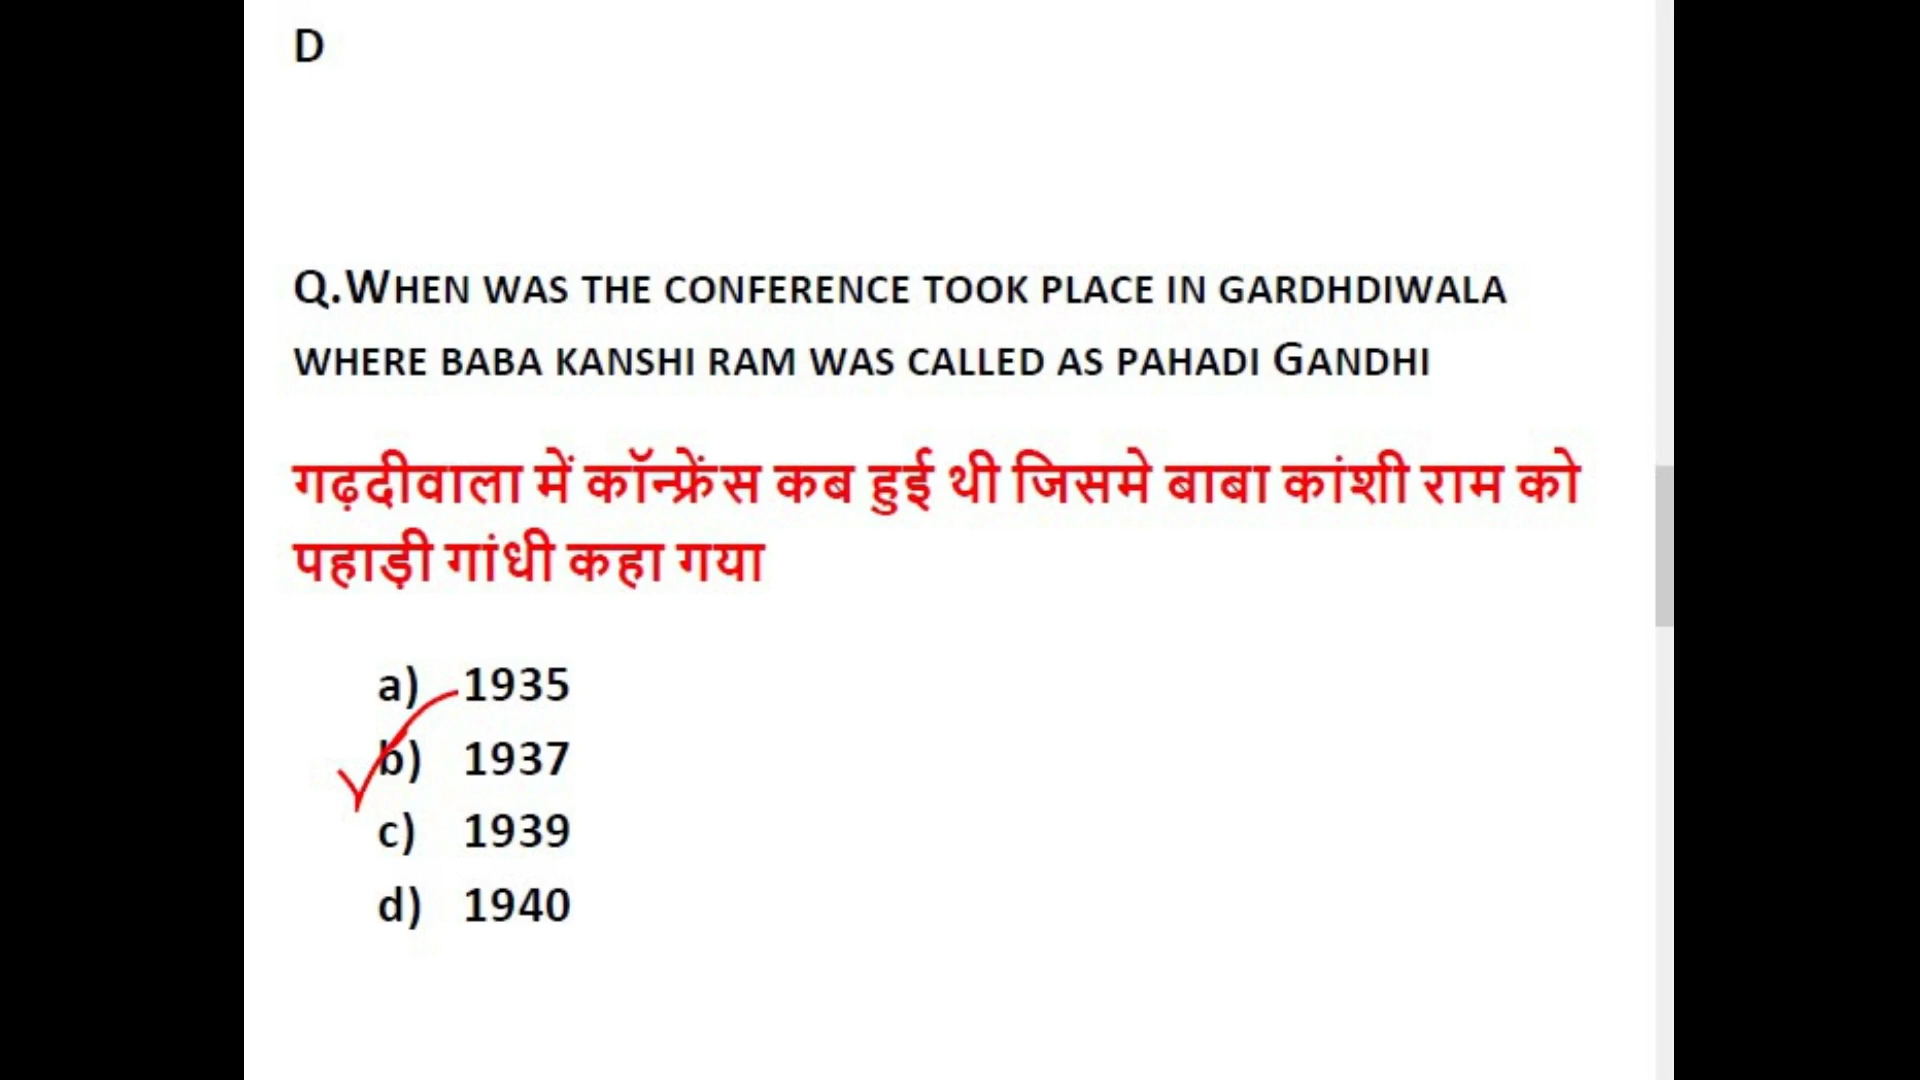 D
Q.WHEN WAS THE CONFERENCE TOOK PLACE IN GARDHDIWALA
WHERE BABA KANSHI RAM WAS CALLED AS PAHADI GANDHI
गढ़दीवाला में कॉन्फ्रेंस कब हुई थी जिसमे बाबा कांशी राम को
पहाड़ी गांधी कहा गया
a) 1935
b) 1937
c) 1939
d) 1940